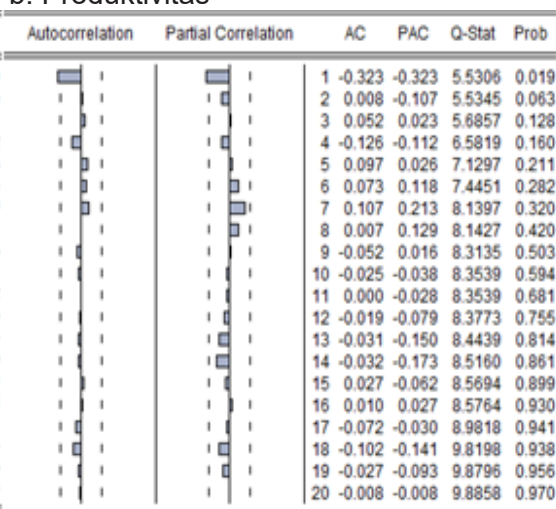 b. Produktivitas
Autocorrelation Partial Correlation AC PAC Q-Stat Prob
1 -0.323 -0.323 5.5306 0.019
2 0.008 -0.107 5.5345 0.063
3 0.052 0.023 5.6857 0.128
4 -0.126 -0.112 6.5819 0.160
5 0.097 0.026 7.1297 0.211
6 0.073 0.118 7.4451 0.282
7 0.107 0.213 8.1397 0.320
8 0.007 0.129 8.1427 0.420
9 -0.052 0.016 8.3135 0.503
10 -0.025 -0.038 8.3539 0.594
11 0.000 -0.028 8.3539 0.681
12 -0.019 -0.079 8.3773 0.755
13 -0.031 -0.150 8.4439 0.814
14 -0.032 -0.173 8.5160 0.861
15 0.027 -0.062 8.5694 0.899
16 0.010 0.027 8.5764 0.930
17 -0.072 -0.030 8.9818 0.941
18 -0.102 -0.141 9.8198 0.938
19 -0.027 -0.093 9.8796 0.956
20 -0.008 -0.008 9.8858 0.970